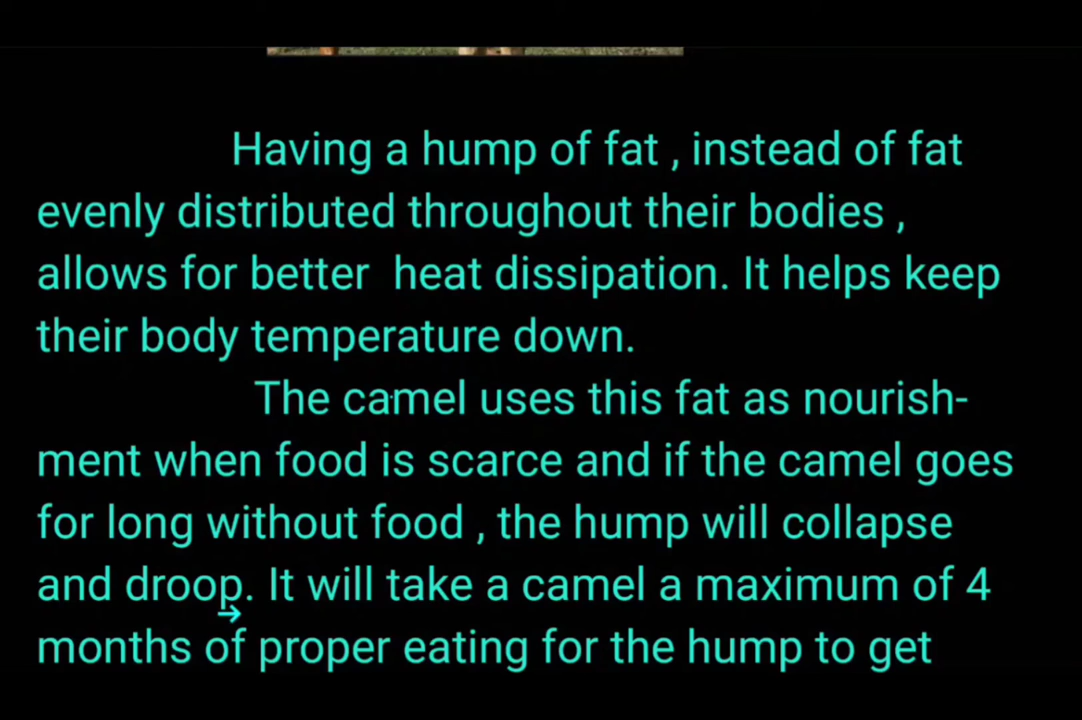 Having a hump of fat , instead of fat
evenly distributed throughout their bodies ,
allows for better  heat dissipation. It helps keep
their body temperature down.
The camel uses this fat as nourish-
ment when food is scarce and if the camel goes
for long without food , the hump will collapse
and droop. It will take a camel a maximum of 4
months of proper eating for the hump to get